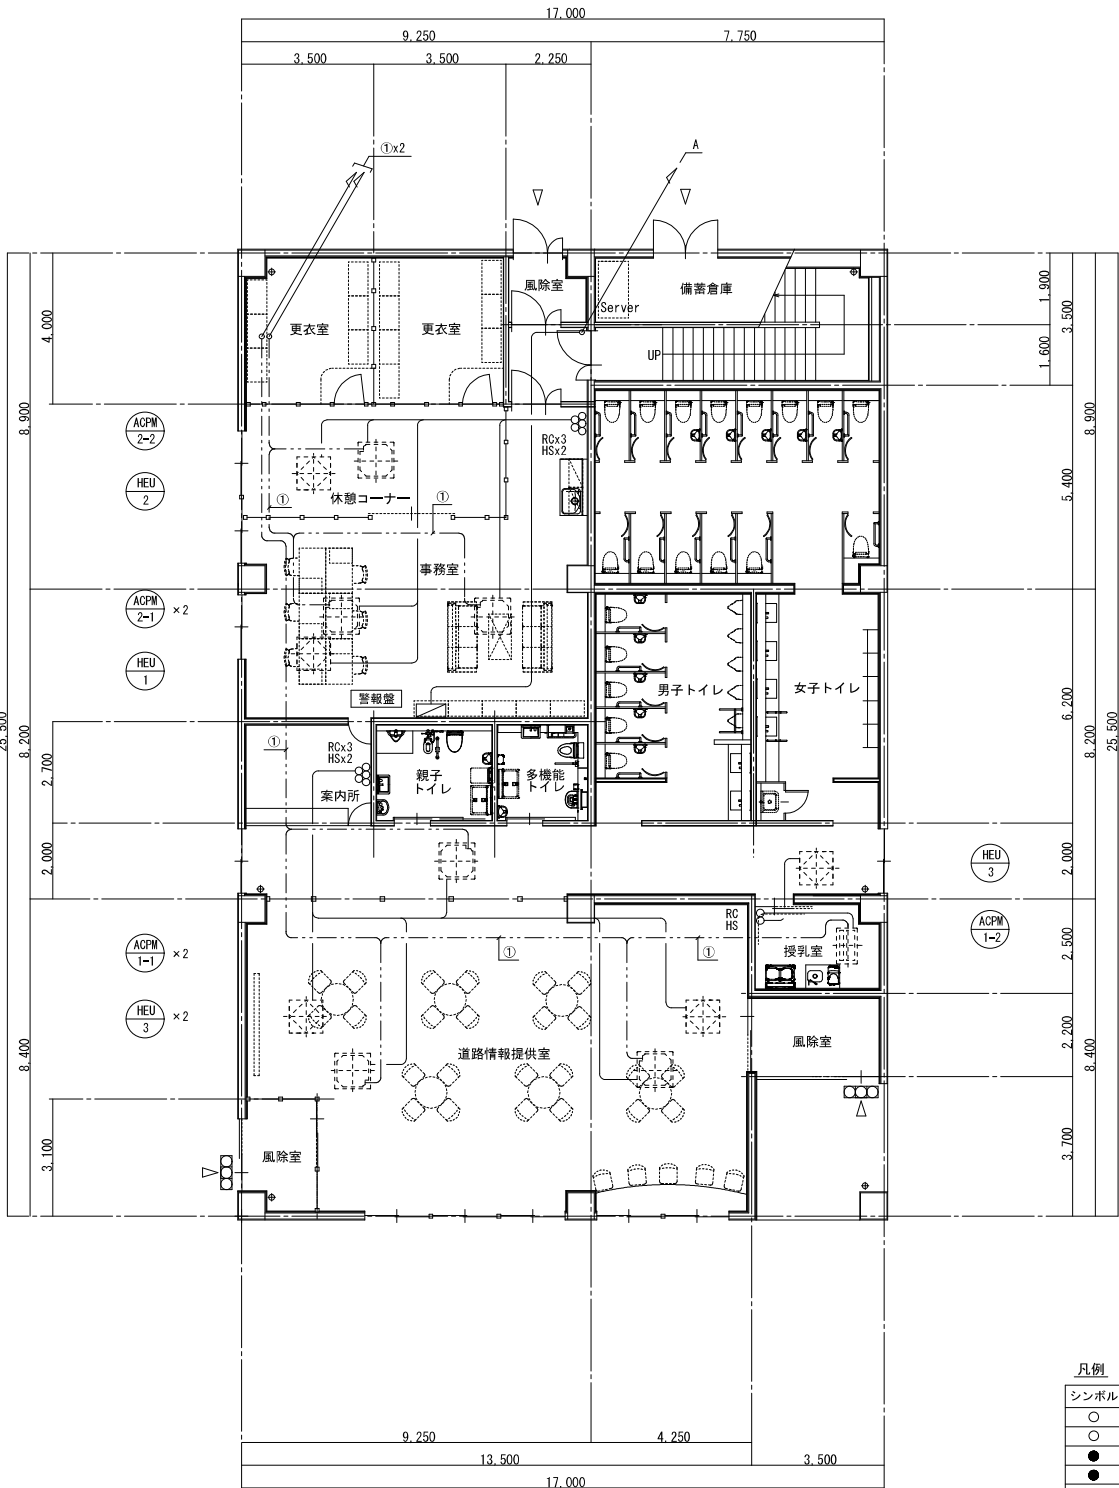 17,000
9,250
7,750
3,500
3,500
2,250
①x2
A
風除室
備蓄倉庫
Server
更衣室
更衣室
UP
4,000
1,900
3,500
1,600
8,900
8,900
ACPM
2-2
RCx3
HSx2
HEU
2
休憩コーナー
①
①
5,400
事務室
ACPM
2-1
×2
HEU
1
警報盤
男子トイレ
女子トイレ
6,200
25,500
8,200
2,700
①
RCx3
HSx2
案内所
親子
トイレ
多機能
トイレ
8,200
25,500
2,000
HEU
3
2,000
RC
HS
ACPM
1-2
ACPM
1-1
×2
①
①
授乳室
2,500
HEU
3
×2
道路情報提供室
風除室
2,200
8,400
8,400
3,100
風除室
3,700
凡例
シンボル
9,250
4,250
13,500
3,500
17,000